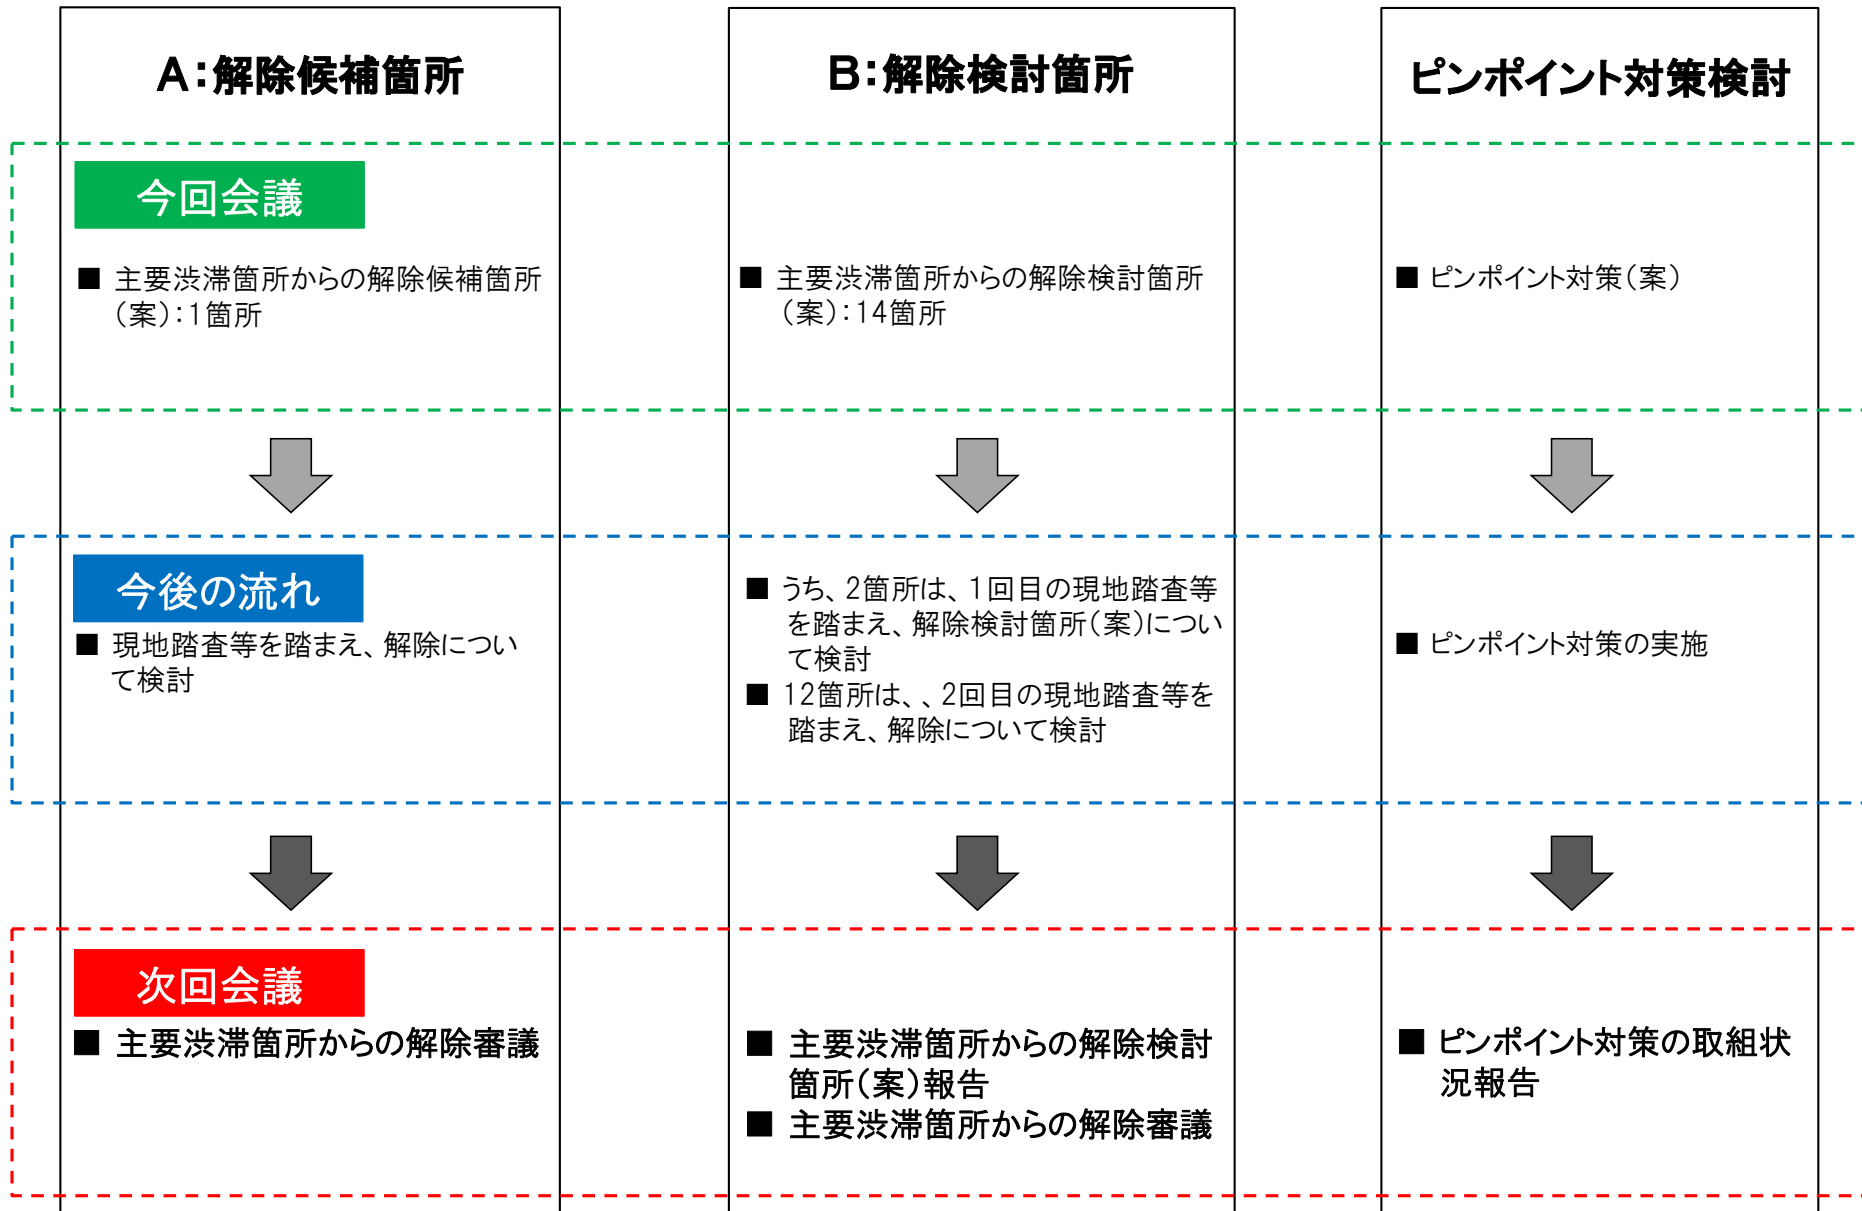 A：解除候補箇所
B：解除検討箇所
ピンポイント対策検討
今回会議
■ 主要渋滞箇所からの解除候補箇所
（案）：1箇所
■ 主要渋滞箇所からの解除検討箇所
（案）：14箇所
■ ピンポイント対策（案）
今後の流れ
■ 現地踏査等を踏まえ、解除につい
て検討
■ うち、2箇所は、1回目の現地踏査等
を踏まえ、解除検討箇所（案）につい
て検討
■ 12箇所は、、2回目の現地踏査等を
踏まえ、解除について検討
■ ピンポイント対策の実施
次回会議
■ 主要渋滞箇所からの解除審議
■ 主要渋滞箇所からの解除検討
箇所（案）報告
■ 主要渋滞箇所からの解除審議
■ ピンポイント対策の取組状
況報告